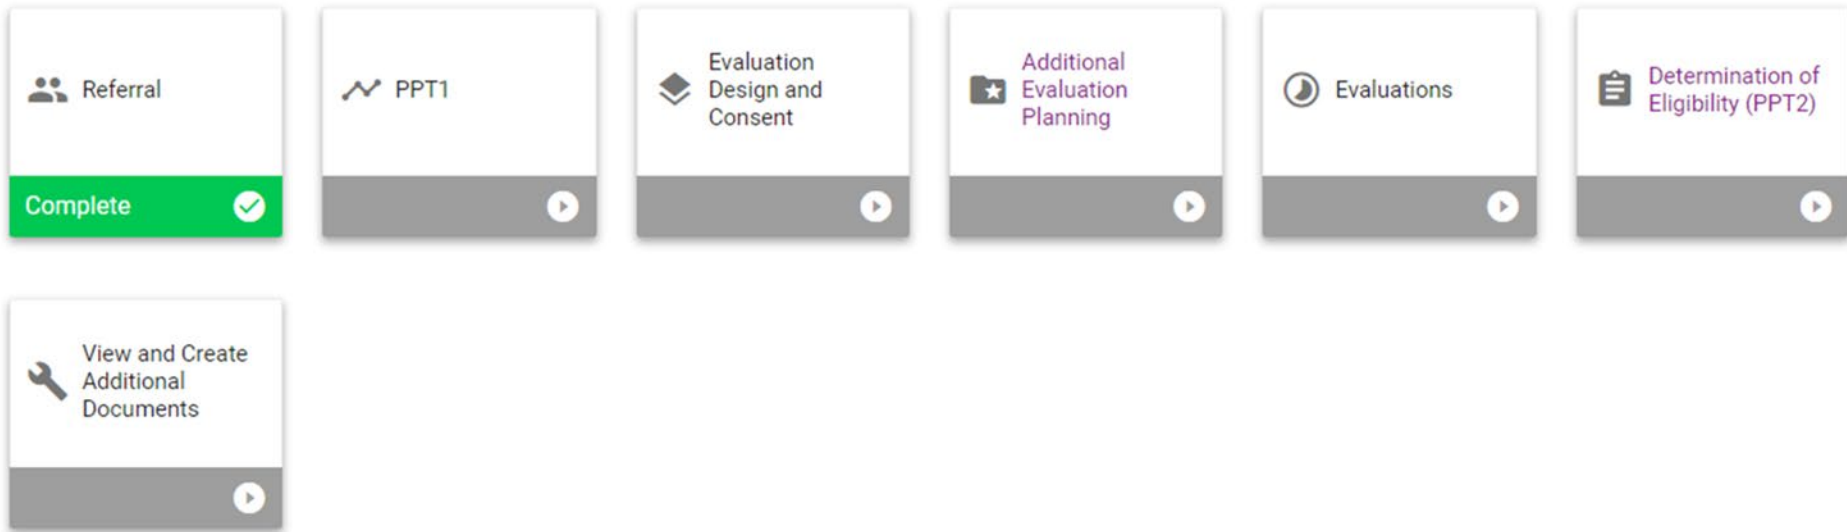 Referral
PPT1
Evaluation
Design and
Consent
Additional
Evaluation
Planning
Evaluations
Determination of
Eligibility (PPT2)
Complete
View and Create
Additional
Documents